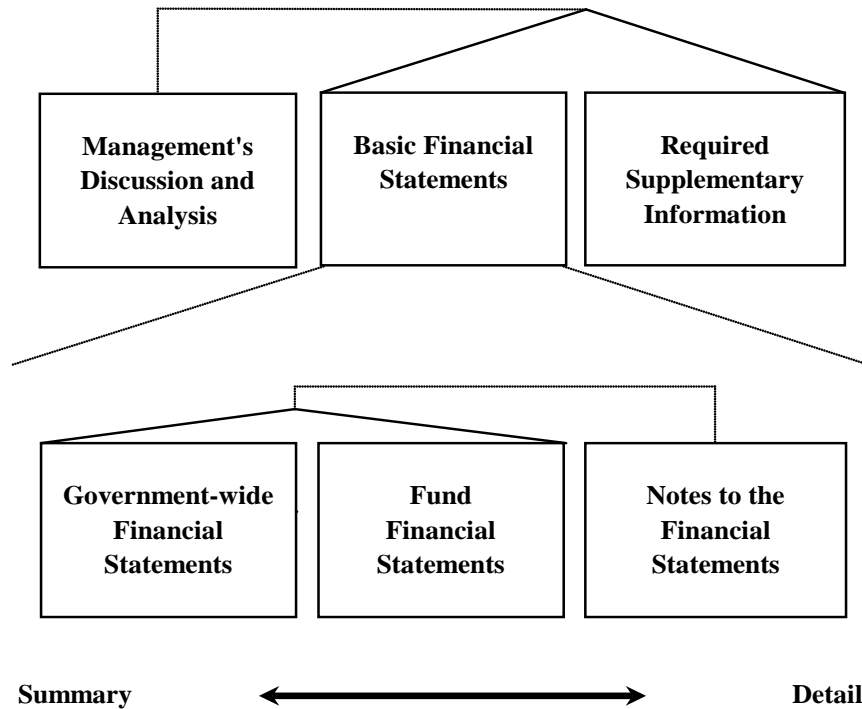 Management's
Discussion and
Analysis
Basic Financial
Statements
Required
Supplementary
Information
Government-wide
Financial
Statements
Fund
Financial
Statements
Notes to the
Financial
Statements
Summary
Detail